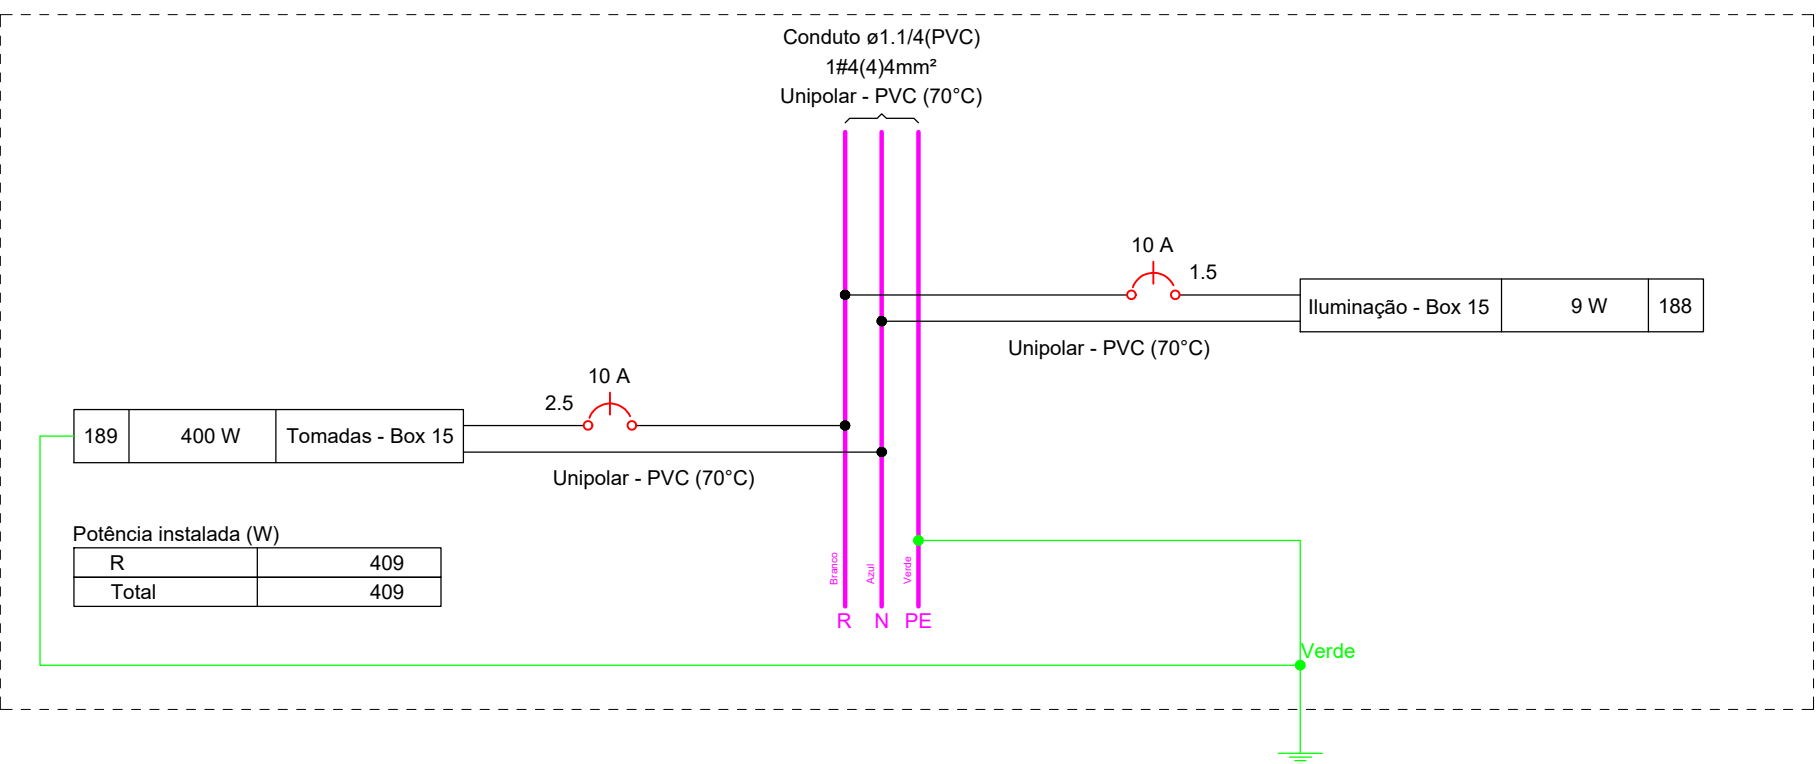 Conduto ø1.1/4(PVC)
1#4(4)4mm²
Unipolar - PVC (70°C)
10 A
1.5
Iluminação - Box 15
9 W
188
Unipolar - PVC (70°C)
10 A
2.5
189
400 W
Tomadas - Box 15
Unipolar - PVC (70°C)
Potência instalada (W)
R 409
Total 409
Branco
Azul
Verde
R N PE
Verde